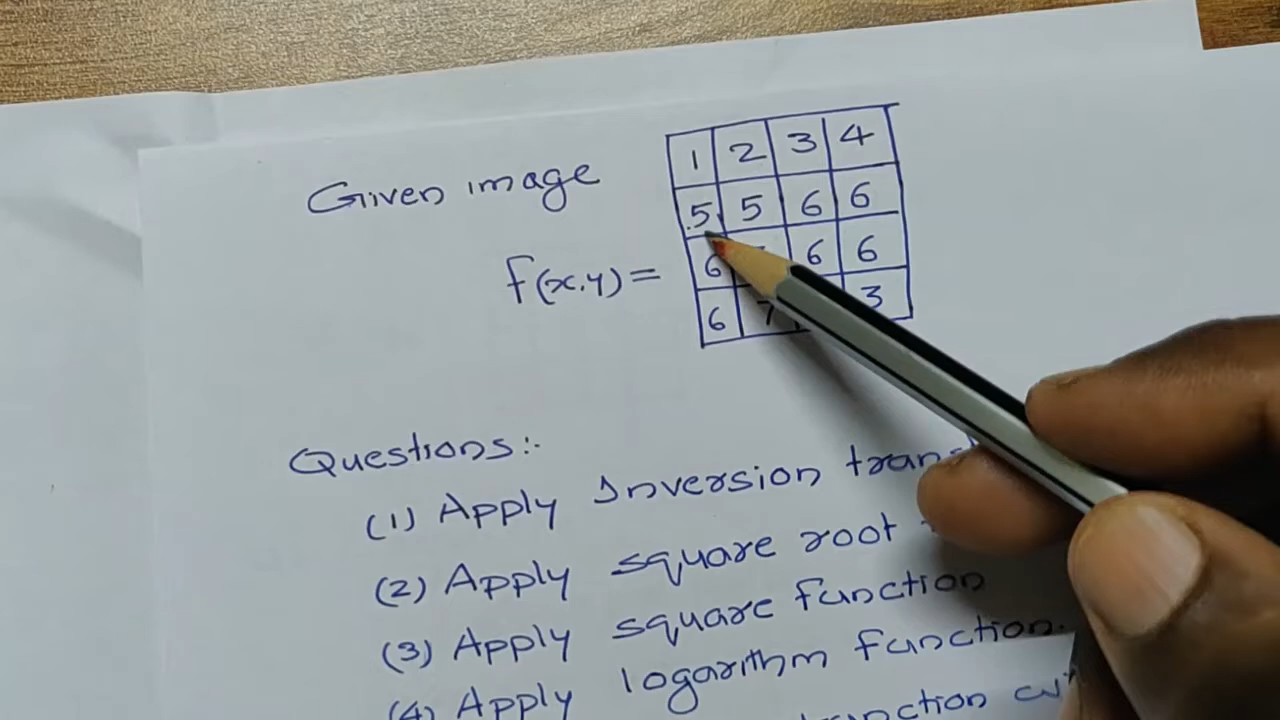 Given image
f(x,y) =
1 2 3 4
5 5 6 6
6 6 6
6 7 3
Questions:-
(1) Apply Inversion
(2) Apply square root
(3) Apply square function
(4) Apply logarithm function.